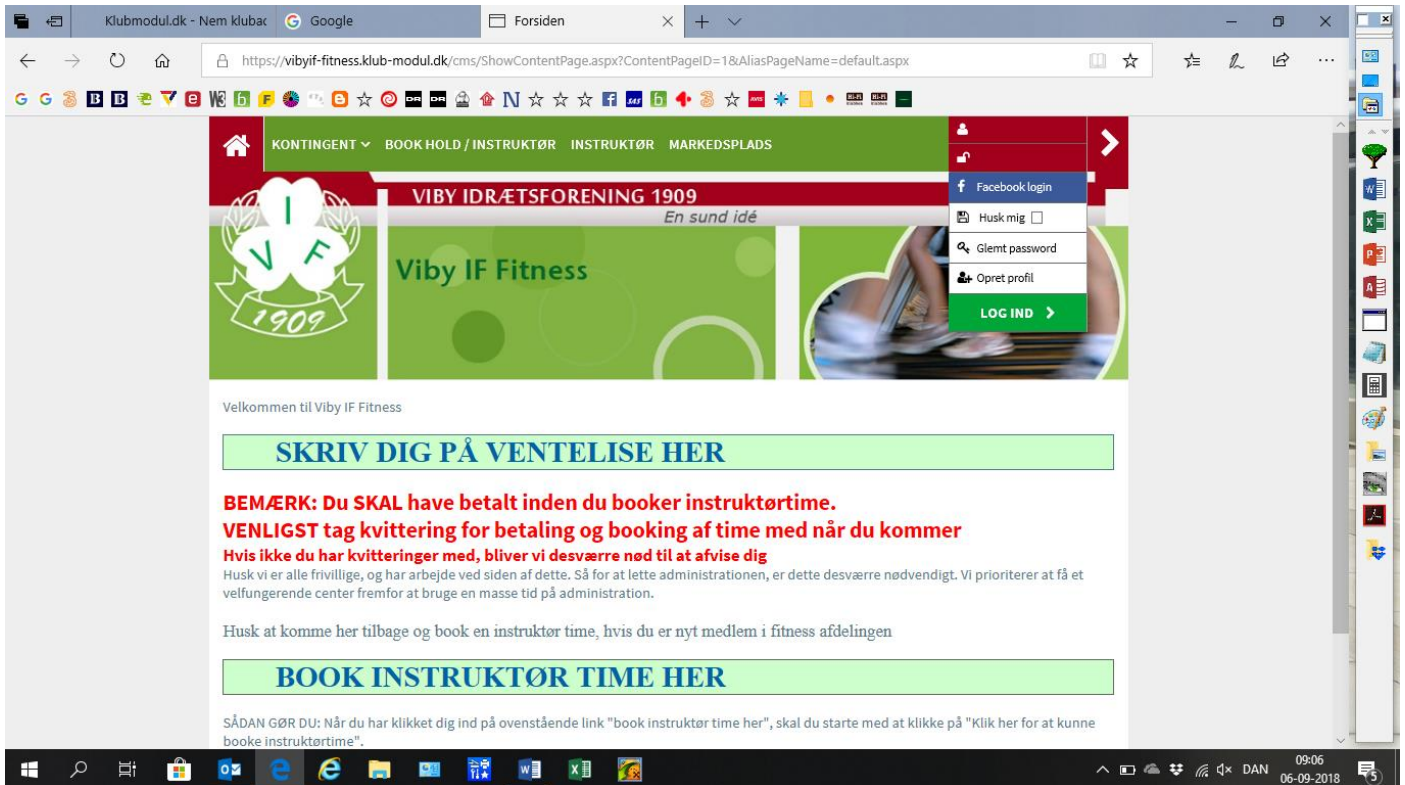 Klubmodul.dk - Nem klubac
Google
Forsiden
https://vibyif-fitness.klub-modul.dk/cms/ShowContentPage.aspx?ContentPageID=1&AliasPageName=default.aspx
KONTINGENT
BOOK HOLD / INSTRUKTØR
INSTRUKTØR
MARKEDSPLADS
Facebook login
Husk mig
Glemt password
Opret profil
LOG IND
VIBY IDRÆTSFORENING 1909
En sund idé
V I F
1909
Viby IF Fitness
Velkommen til Viby IF Fitness
SKRIV DIG PÅ VENTELISE HER
BEMÆRK: Du SKAL have betalt inden du booker instruktørtime.
VENLIGST tag kvittering for betaling og booking af time med når du kommer
Hvis ikke du har kvitteringer med, bliver vi desværre nød til at afvise dig
Husk vi er alle frivillige, og har arbejde ved siden af dette. Så for at lette administrationen, er dette desværre nødvendigt. Vi prioriterer at få et
velfungerende center fremfor at bruge en masse tid på administration.
Husk at komme her tilbage og book en instruktør time, hvis du er nyt medlem i fitness afdelingen
BOOK INSTRUKTØR TIME HER
SÅDAN GØR DU: Når du har klikket dig ind på ovenstående link "book instruktør time her", skal du starte med at klikke på "Klik her for at kunne
booke instruktørtime".
DAN
09:06
06-09-2018
5